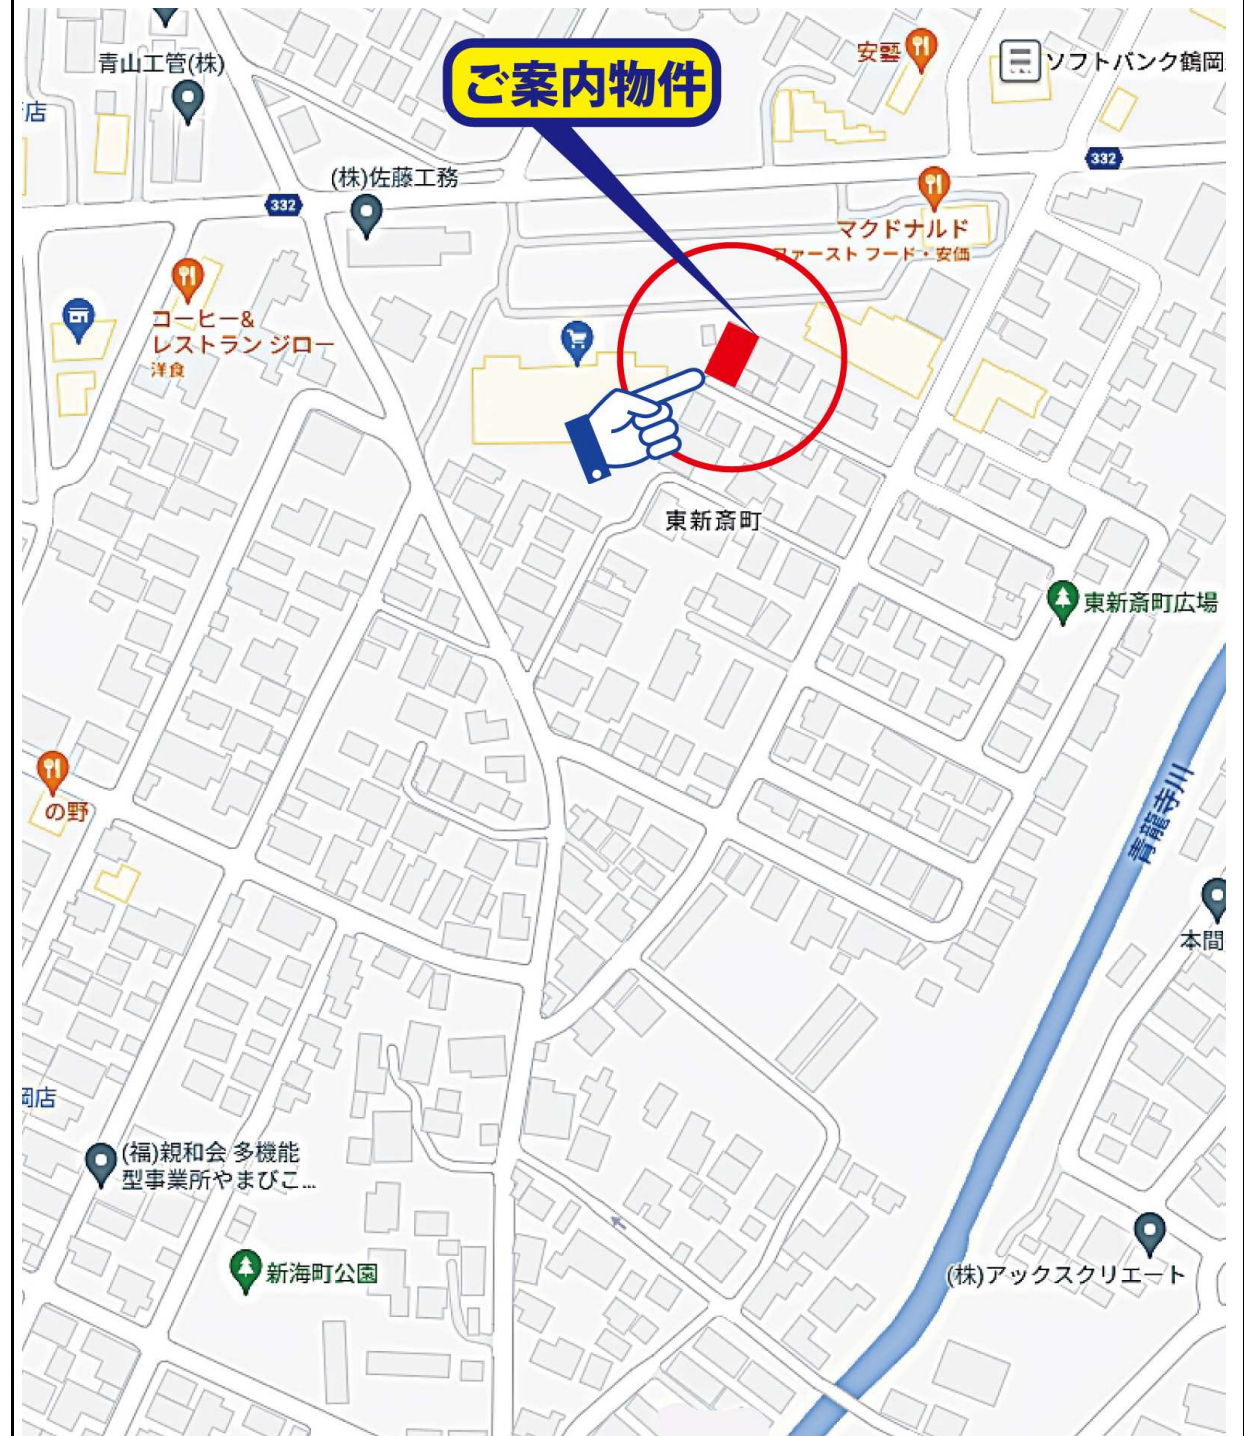 青山工管(株)
店
ご案内物件
安藝
ソフトバンク鶴岡
332
(株)佐藤工務
332
マクドナルド
ファースト フード・安価
コーヒー&
レストラン ジロー
洋食
東新斎町
東新斎町広場
の野
青龍寺川
本間
岡店
(福)親和会 多機能
型事業所やまびこ...
新海町公園
(株)アックスクリエート